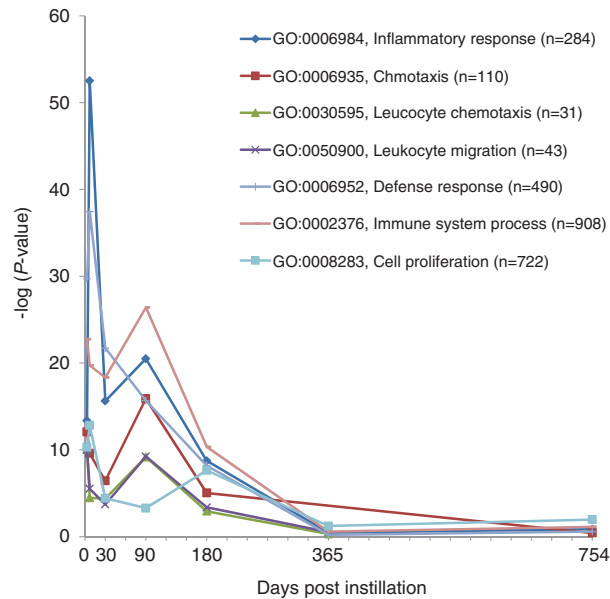 60
50
40
30
20
10
0
-log (P-value)
GO:0006984, Inflammatory response (n=284)
GO:0006935, Chmotaxis (n=110)
GO:0030595, Leucocyte chemotaxis (n=31)
GO:0050900, Leukocyte migration (n=43)
GO:0006952, Defense response (n=490)
GO:0002376, Immune system process (n=908)
GO:0008283, Cell proliferation (n=722)
0 30 90 180 365 754
Days post instillation